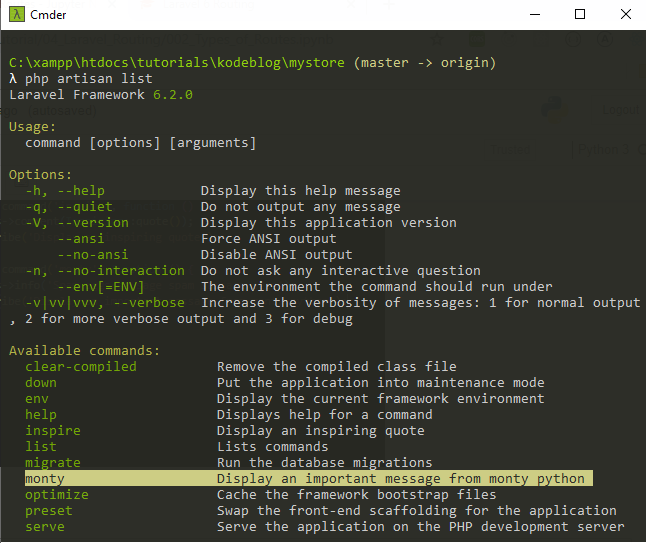 Cmder
C:\xampp\htdocs\tutorials\kodeblog\mystore (master -> origin)
λ php artisan list
Laravel Framework 6.2.0
Usage:
command [options] [arguments]
Options:
-h, --help Display this help message
-q, --quiet Do not output any message
-V, --version Display this application version
--ansi Force ANSI output
--no-ansi Disable ANSI output
-n, --no-interaction Do not ask any interactive question
--env[=ENV] The environment the command should run under
-v|vv|vvv, --verbose Increase the verbosity of messages: 1 for normal output
, 2 for more verbose output and 3 for debug
Available commands:
clear-compiled Remove the compiled class file
down Put the application into maintenance mode
env Display the current framework environment
help Displays help for a command
inspire Display an inspiring quote
list Lists commands
migrate Run the database migrations
monty Display an important message from monty python
optimize Cache the framework bootstrap files
preset Swap the front-end scaffolding for the application
serve Serve the application on the PHP development server